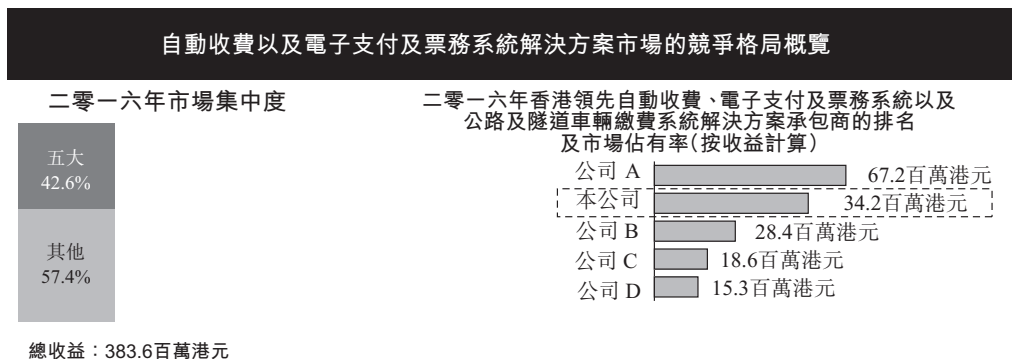 自動收費以及電子支付及票務系統解決方案市場的競爭格局概覽
二零一六年市場集中度
五大
42.6%
其他
57.4%
總收益：383.6百萬港元
二零一六年香港領先自動收費、電子支付及票務系統以及
公路及隧道車輛繳費系統解決方案承包商的排名
及市場佔有率（按收益計算）
公司 A 67.2百萬港元
本公司 34.2百萬港元
公司 B 28.4百萬港元
公司 C 18.6百萬港元
公司 D 15.3百萬港元